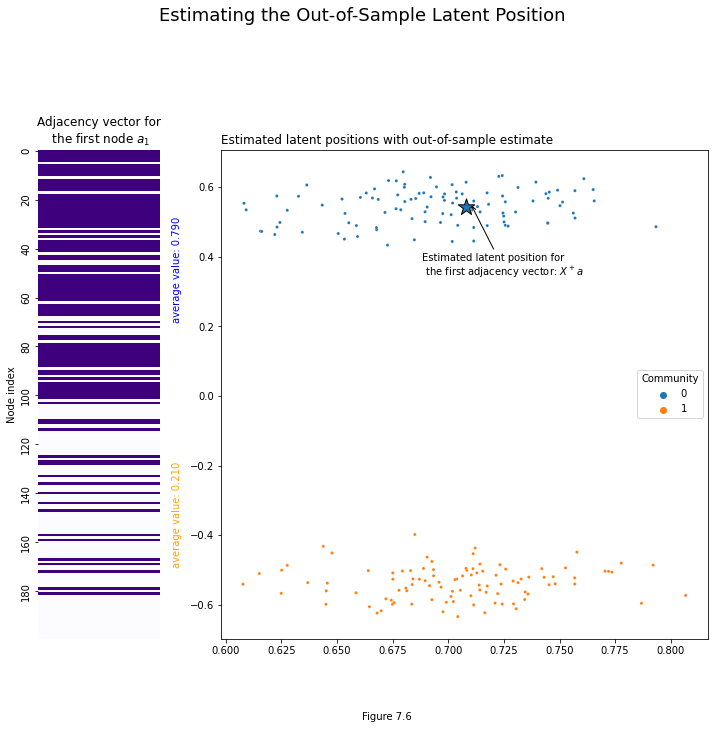 Estimating the Out-of-Sample Latent Position
Adjacency vector for
the first node a₁
Node index
0
20
40
60
80
100
120
140
160
180
average value: 0.790
average value: 0.210
Estimated latent positions with out-of-sample estimate
0.6
0.4
0.2
0.0
−0.2
−0.4
−0.6
Estimated latent position for
the first adjacency vector: X⁺a
Community
0
1
0.600
0.625
0.650
0.675
0.700
0.725
0.750
0.775
0.800
Figure 7.6